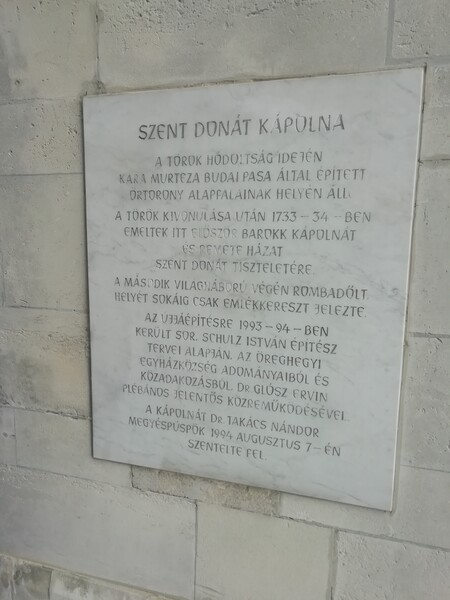 SZENT DONÁT KÁPOLNA
A TÖRÖK HÓDOLTSÁG IDEJÉN
KARA MURTEZA BUDAI PASA ÁLTAL ÉPÍTETT
ŐRTORONY ALAPFALAINAK HELYÉN ÁLL.
A TÖRÖK KIVONULÁSA UTÁN 1733-34-BEN
EMELTEK ITT ELŐSZÖR BAROKK KÁPOLNÁT
ÉS REMETE HÁZAT
SZENT DONÁT TISZTELETÉRE.
A MÁSODIK VILÁGHÁBORÚ VÉGÉN ROMBADŐLT
HELYÉT SOKÁIG CSAK EMLÉKKERESZT JELEZTE.
AZ UJJÁÉPÍTÉSRE 1993-94-BEN
KERÜLT SOR. SCHULZ ISTVÁN ÉPÍTÉSZ
TERVEI ALAPJÁN. AZ ÖREGHEGYI
EGYHÁZKÖZSÉG ADOMÁNYAIBÓL ÉS
KÖZADAKOZÁSBÓL. DR. GLÓSZ ERVIN
PLÉBÁNOS JELENTŐS KÖZREMŰKÖDÉSÉVEL
A KÁPOLNÁT DR. TAKÁCS NÁNDOR
MEGYÉSPÜSPÖK 1994 AUGUSZTUS 7-ÉN
SZENTELTE FEL